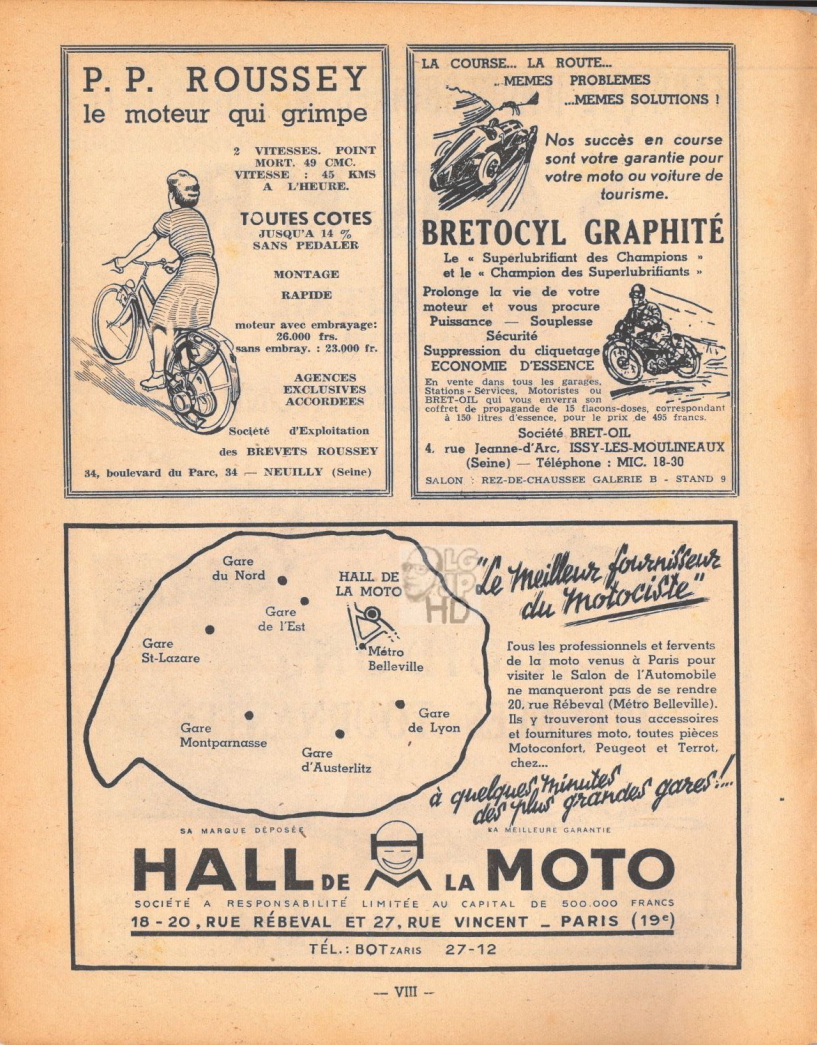 P. P. ROUSSEY
le moteur qui grimpe
2 VITESSES. POINT
MORT. 49 CMC.
VITESSE : 45 KMS
A L'HEURE.
TOUTES COTES
JUSQU'A 14 %
SANS PEDALER
MONTAGE
RAPIDE
moteur avec embrayage:
26.000 frs.
sans embray. : 23.000 fr.
AGENCES
EXCLUSIVES
ACCORDEES
Société d'Exploitation
des BREVETS ROUSSEY
34, boulevard du Parc, 34 — NEUILLY (Seine)
LA COURSE... LA ROUTE...
...MEMES PROBLEMES
...MEMES SOLUTIONS !
Nos succès en course
sont votre garantie pour
votre moto ou voiture de
tourisme.
BRETOCYL GRAPHITÉ
Le « Superlubrifiant des Champions »
et le « Champion des Superlubrifiants »
Prolonge la vie de votre
moteur et vous procure
Puissance — Souplesse
Sécurité
Suppression du cliquetage
ECONOMIE D'ESSENCE
En vente dans tous les garages,
Stations-Services, Motoristes ou
BRET-OIL qui vous enverra son
coffret de propagande de 15 flacons-doses, correspondant
à 150 litres d'essence, pour le prix de 495 francs.
Société BRET-OIL
4, rue Jeanne-d'Arc, ISSY-LES-MOULINEAUX
(Seine) — Téléphone : MIC. 18-30
SALON : REZ-DE-CHAUSSEE GALERIE B - STAND 9
Gare
du Nord
HALL DE
LA MOTO
Gare
de l'Est
Gare
St-Lazare
Métro
Belleville
Gare
Montparnasse
Gare
de Lyon
Gare
d'Austerlitz
OLG
UP
HD
"Le Meilleur fournisseur
du Motociste"
Tous les professionnels et fervents
de la moto venus à Paris pour
visiter le Salon de l'Automobile
ne manqueront pas de se rendre
20, rue Rébeval (Métro Belleville).
Ils y trouveront tous accessoires
et fournitures moto, toutes pièces
Motoconfort, Peugeot et Terrot,
chez...
à quelques minutes
des plus grandes gares!...
SA MARQUE DÉPOSÉE
LA MEILLEURE GARANTIE
HALL DE LA MOTO
SOCIÉTÉ A RESPONSABILITÉ LIMITÉE AU CAPITAL DE 500.000 FRANCS
18-20, RUE RÉBEVAL ET 27, RUE VINCENT _ PARIS (19e)
TÉL.: BOTZARIS 27-12
— VIII —